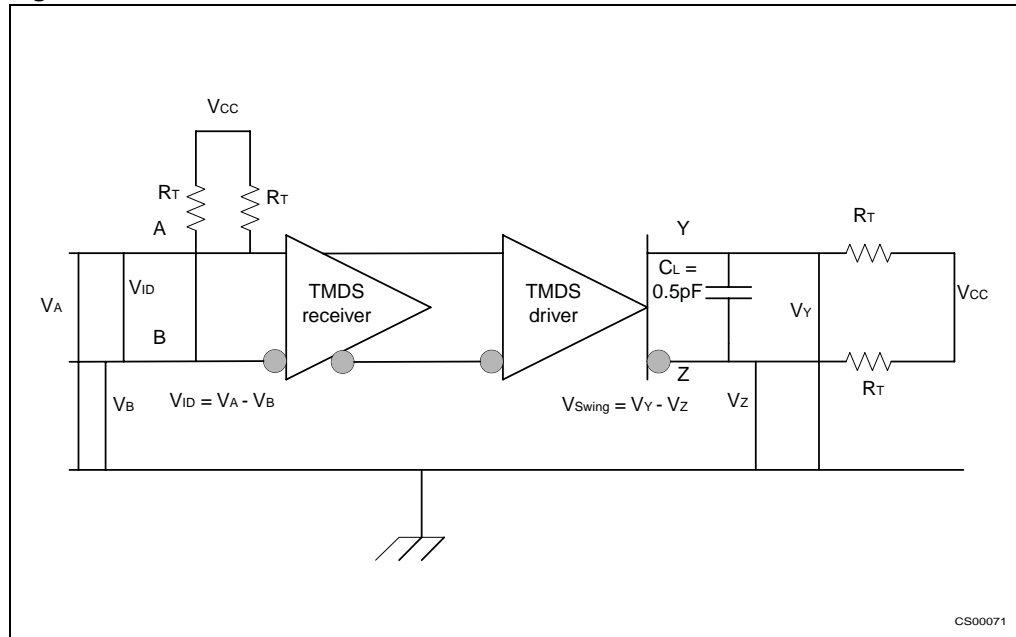 VCC
RT
RT
A
Y
RT
CL =
0.5pF
VID
TMDS
receiver
TMDS
driver
VCC
VA
VY
B
Z
RT
VB
VID = VA - VB
VSwing = VY - VZ
VZ
CS00071